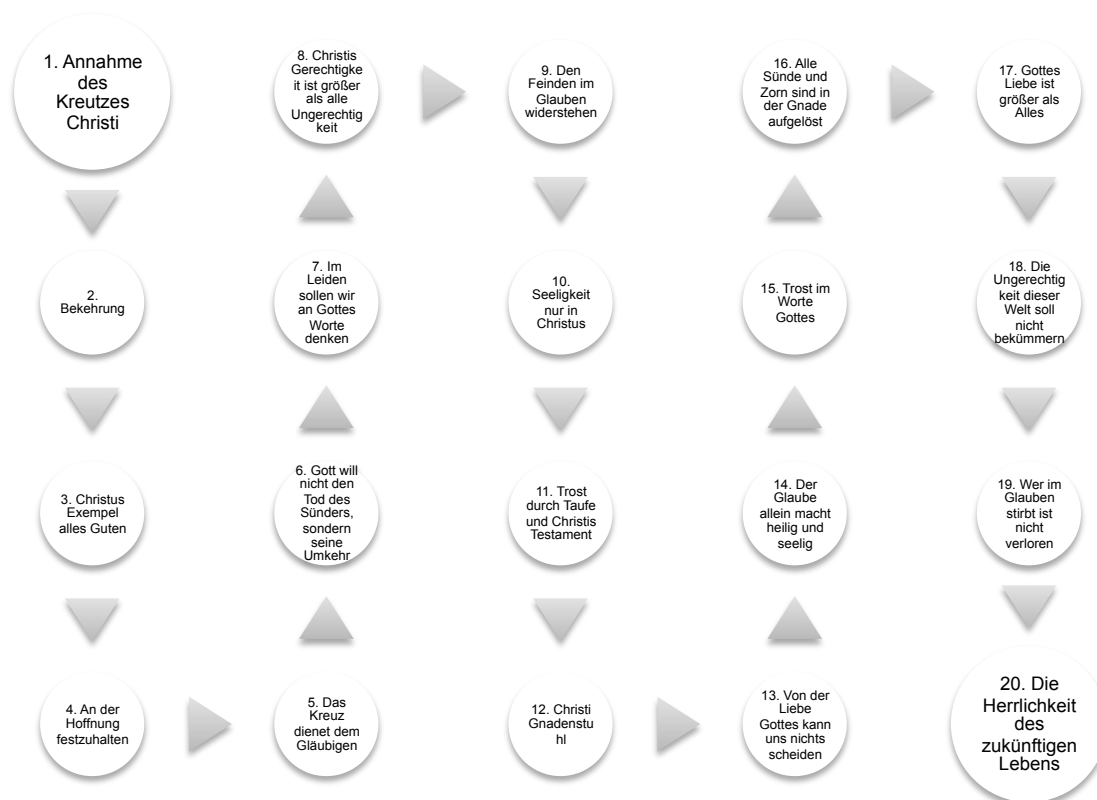 1. Annahme
des
Kreutzes
Christi
2.
Bekehrung
3. Christus
Exempel
alles Guten
4. An der
Hoffnung
festzuhalten
5. Das
Kreuz
dienet dem
Gläubigen
6. Gott will
nicht den
Tod des
Sünders,
sondern
seine
Umkehr
7. Im
Leiden
sollen wir
an Gottes
Worte
denken
8. Christis
Gerechtigke
it ist größer
als alle
Ungerechtig
keit
9. Den
Feinden im
Glauben
widerstehen
10.
Seeligkeit
nur in
Christus
11. Trost
durch Taufe
und Christis
Testament
12. Christi
Gnadenstu
hl
13. Von der
Liebe
Gottes kann
uns nichts
scheiden
14. Der
Glaube
allein macht
heilig und
seelig
15. Trost im
Worte
Gottes
16. Alle
Sünde und
Zorn sind in
der Gnade
aufgelöst
17. Gottes
Liebe ist
größer als
Alles
18. Die
Ungerechtig
keit dieser
Welt soll
nicht
bekümmern
19. Wer im
Glauben
stirbt ist
nicht
verloren
20. Die
Herrlichkeit
des
zukünftigen
Lebens